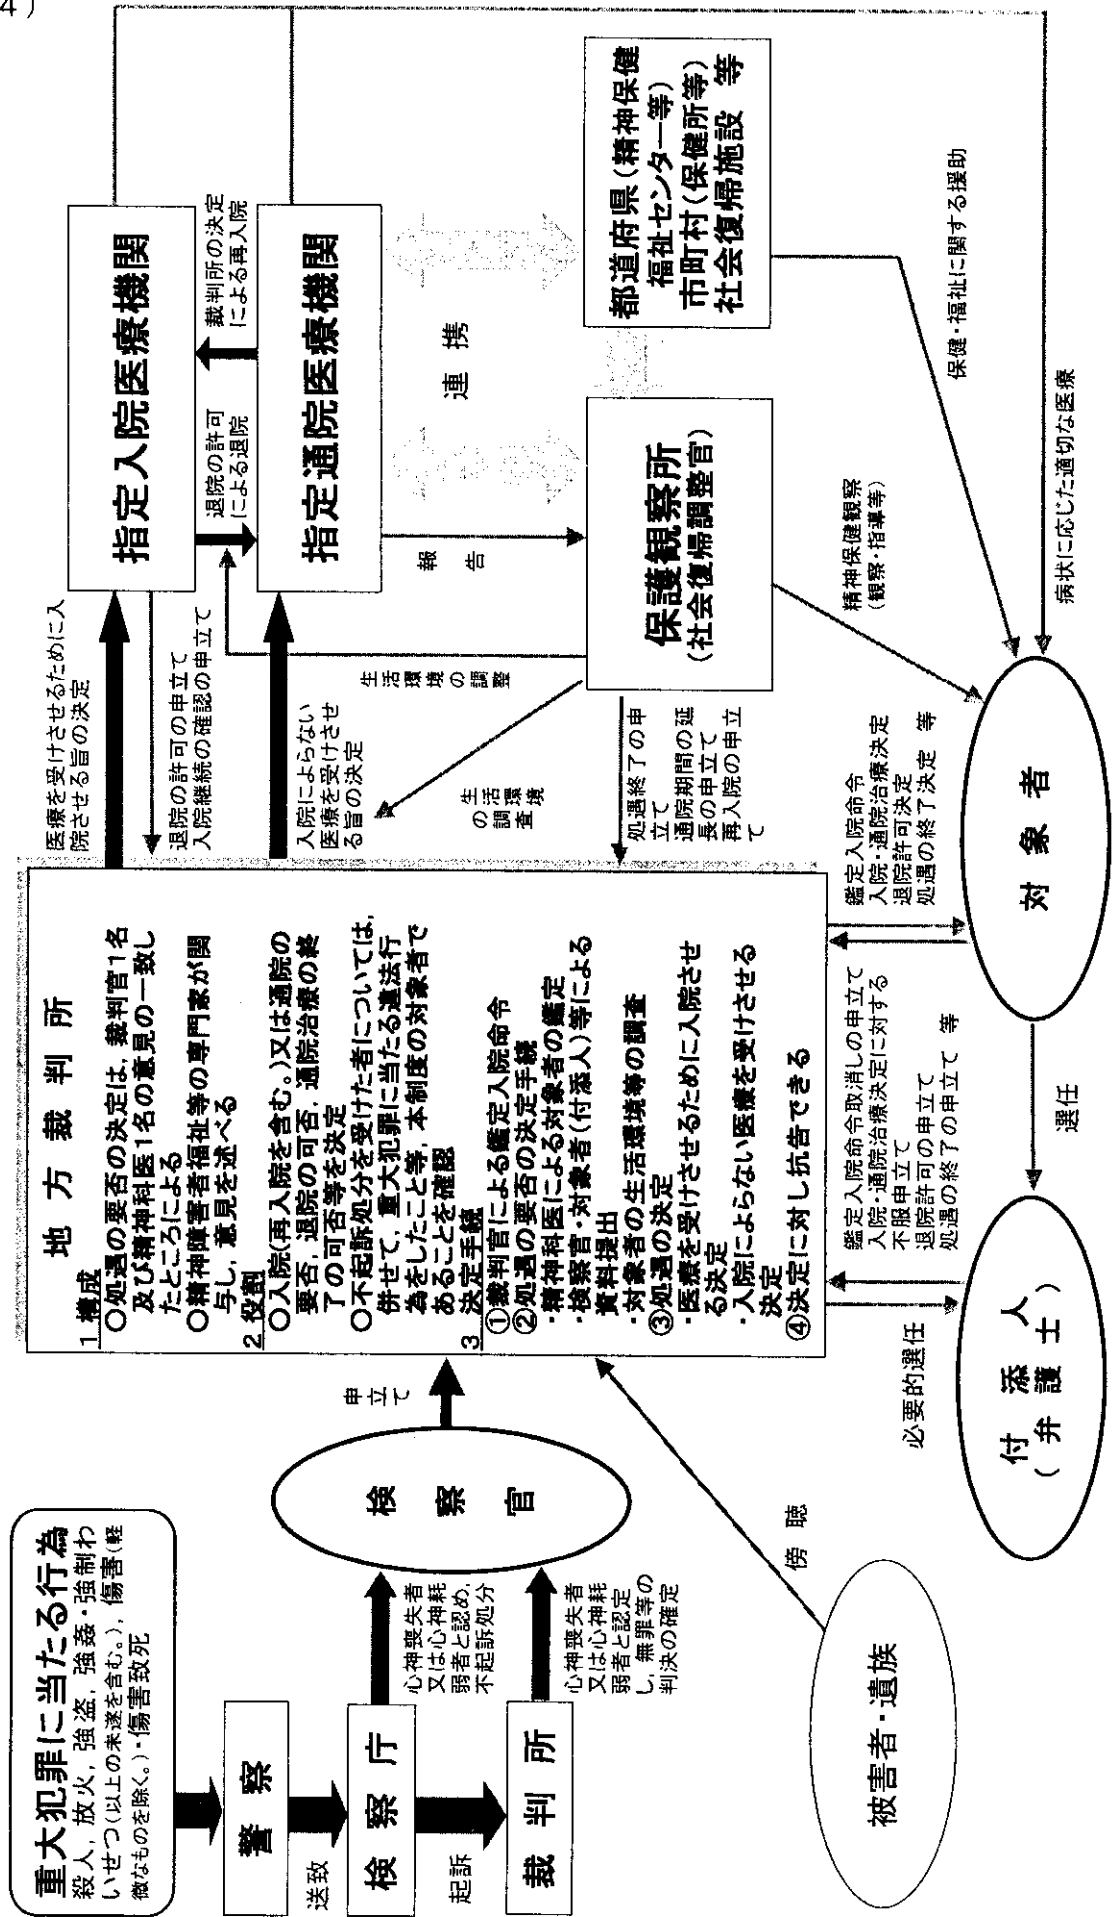 4）
重大犯罪に当たる行為
殺人，放火，強盗，強姦・強制わ
いせつ（以上の未遂を含む。），傷害（軽
微なものを除く。）・傷害致死
警察
送致
検察庁
起訴
裁判所
心神喪失者
又は心神耗
弱者と認め，
不起訴処分
心神喪失者
又は心神耗
弱者と認定
し，無罪等の
判決の確定
検察官
申立て
被害者・遺族
傍聴
地方裁判所
1 構成
○処遇の要否の決定は，裁判官1名
及び精神科医1名の意見の一致し
たところによる
○精神障害者福祉等の専門家が関
与し，意見を述べる
2 役割
○入院（再入院を含む。）又は通院の
要否，退院の可否，通院治療の終
了の可否等を決定
○不起訴処分を受けた者については，
併せて，重大犯罪に当たる違法行
為をしたこと等，本制度の対象者で
あることを確認
3 決定手続
①裁判官による鑑定入院命令
②処遇の要否の決定手続
・精神科医による対象者の鑑定
・検察官・対象者（付添人）等による
資料提出
・対象者の生活環境等の調査
③処遇の決定
・医療を受けさせるために入院させ
る決定
・入院によらない医療を受けさせる
決定
④決定に対し抗告できる
医療を受けさせるために入
院させる旨の決定
退院の許可の申立て
入院継続の確認の申立て
入院によらない
医療を受けさせ
る旨の決定
生活環境
の調査
生活環境の調整
処遇終了の申
立て
通院期間の延
長の申立て
再入院の申立
て
指定入院医療機関
退院の許可
による退院
裁判所の決定
による再入院
指定通院医療機関
報告
連携
保護観察所
（社会復帰調整官）
都道府県（精神保健
福祉センター等）
市町村（保健所等）
社会復帰施設 等
精神保健観察
（観察・指導等）
保健・福祉に関する援助
病状に応じた適切な医療
鑑定入院命令
入院・通院治療決定
退院許可決定
処遇の終了決定 等
対象者
鑑定入院命令取消しの申立て
入院・通院治療決定に対する
不服申立て
退院許可の申立て
処遇の終了の申立て 等
選任
必要的選任
付添人
（弁護士）